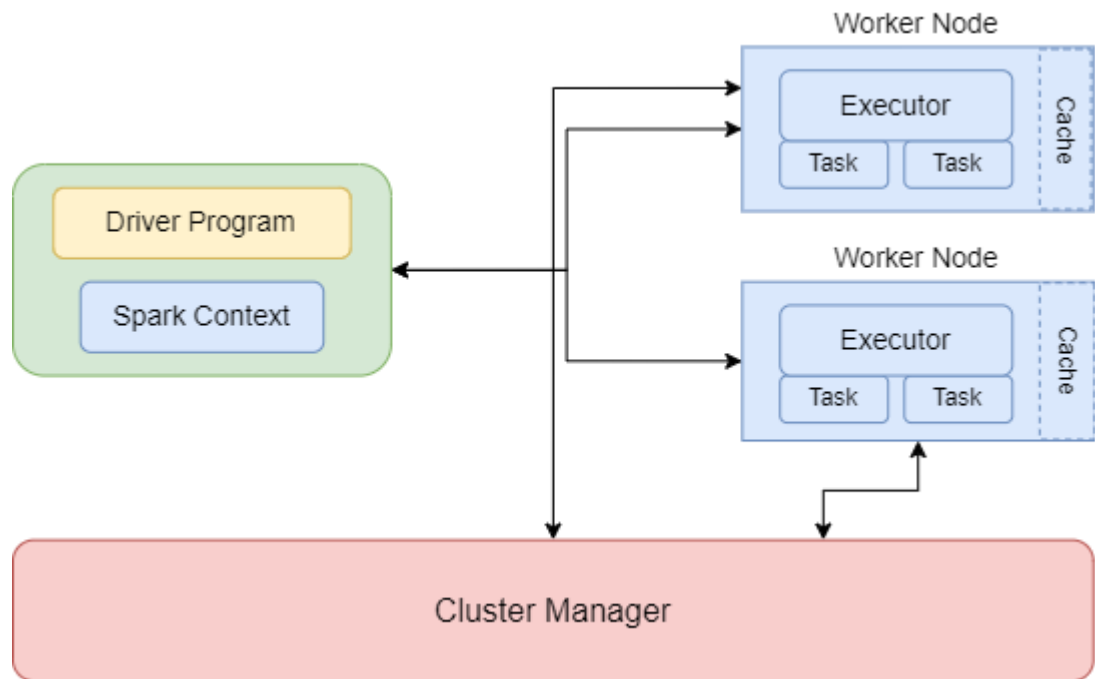 Worker Node
Executor
Task
Task
Cache
Driver Program
Spark Context
Worker Node
Executor
Task
Task
Cache
Cluster Manager